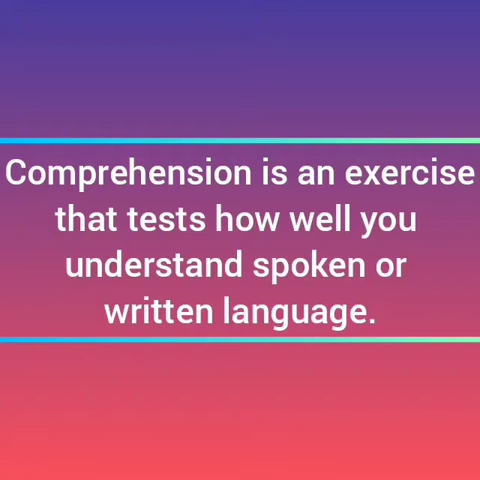 Comprehension is an exercise
that tests how well you
understand spoken or
written language.